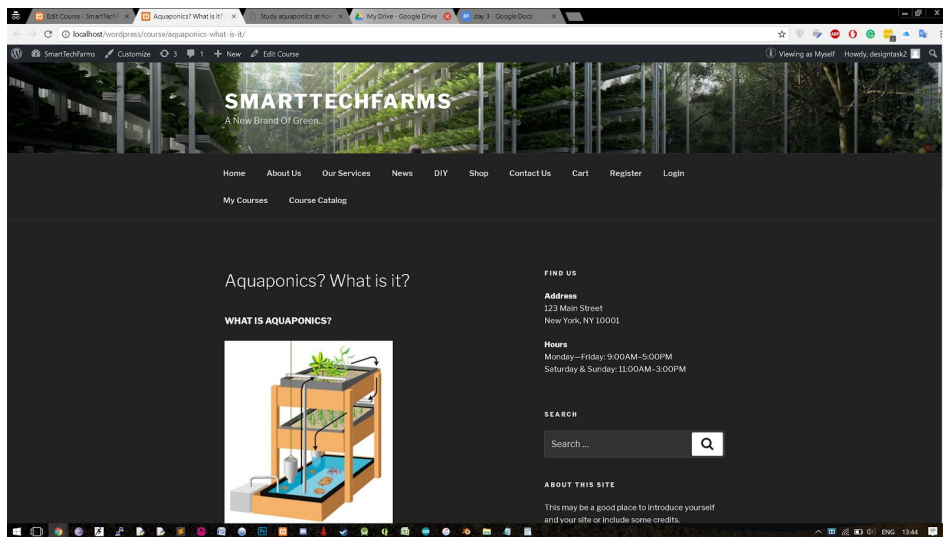 Edit Course ‹ SmartTechF
Aquaponics? What is it? -
Study aquaponics at hom
My Drive - Google Drive
day 3 - Google Docs
localhost/wordpress/course/aquaponics-what-is-it/
SmartTechFarms Customize 3 1 New Edit Course
Viewing as Myself Howdy, designtask2
SMARTTECHFARMS
A New Brand Of Green...
Home About Us Our Services News DIY Shop Contact Us Cart Register Login
My Courses Course Catalog
Aquaponics? What is it?
WHAT IS AQUAPONICS?
FIND US
Address
123 Main Street
New York, NY 10001
Hours
Monday—Friday: 9:00AM–5:00PM
Saturday & Sunday: 11:00AM–3:00PM
SEARCH
Search ...
ABOUT THIS SITE
This may be a good place to introduce yourself
and your site or include some credits.
ENG 13:44